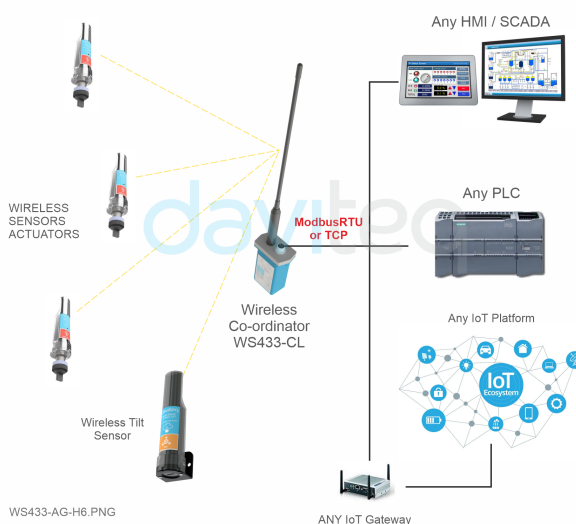 Any HMI / SCADA
WIRELESS
SENSORS
ACTUATORS
daviteq
ModbusRTU
or TCP
Any PLC
Wireless
Co-ordinator
WS433-CL
Any IoT Platform
IoT
Ecosystem
Wireless Tilt
Sensor
WS433-AG-H6.PNG
ANY IoT Gateway